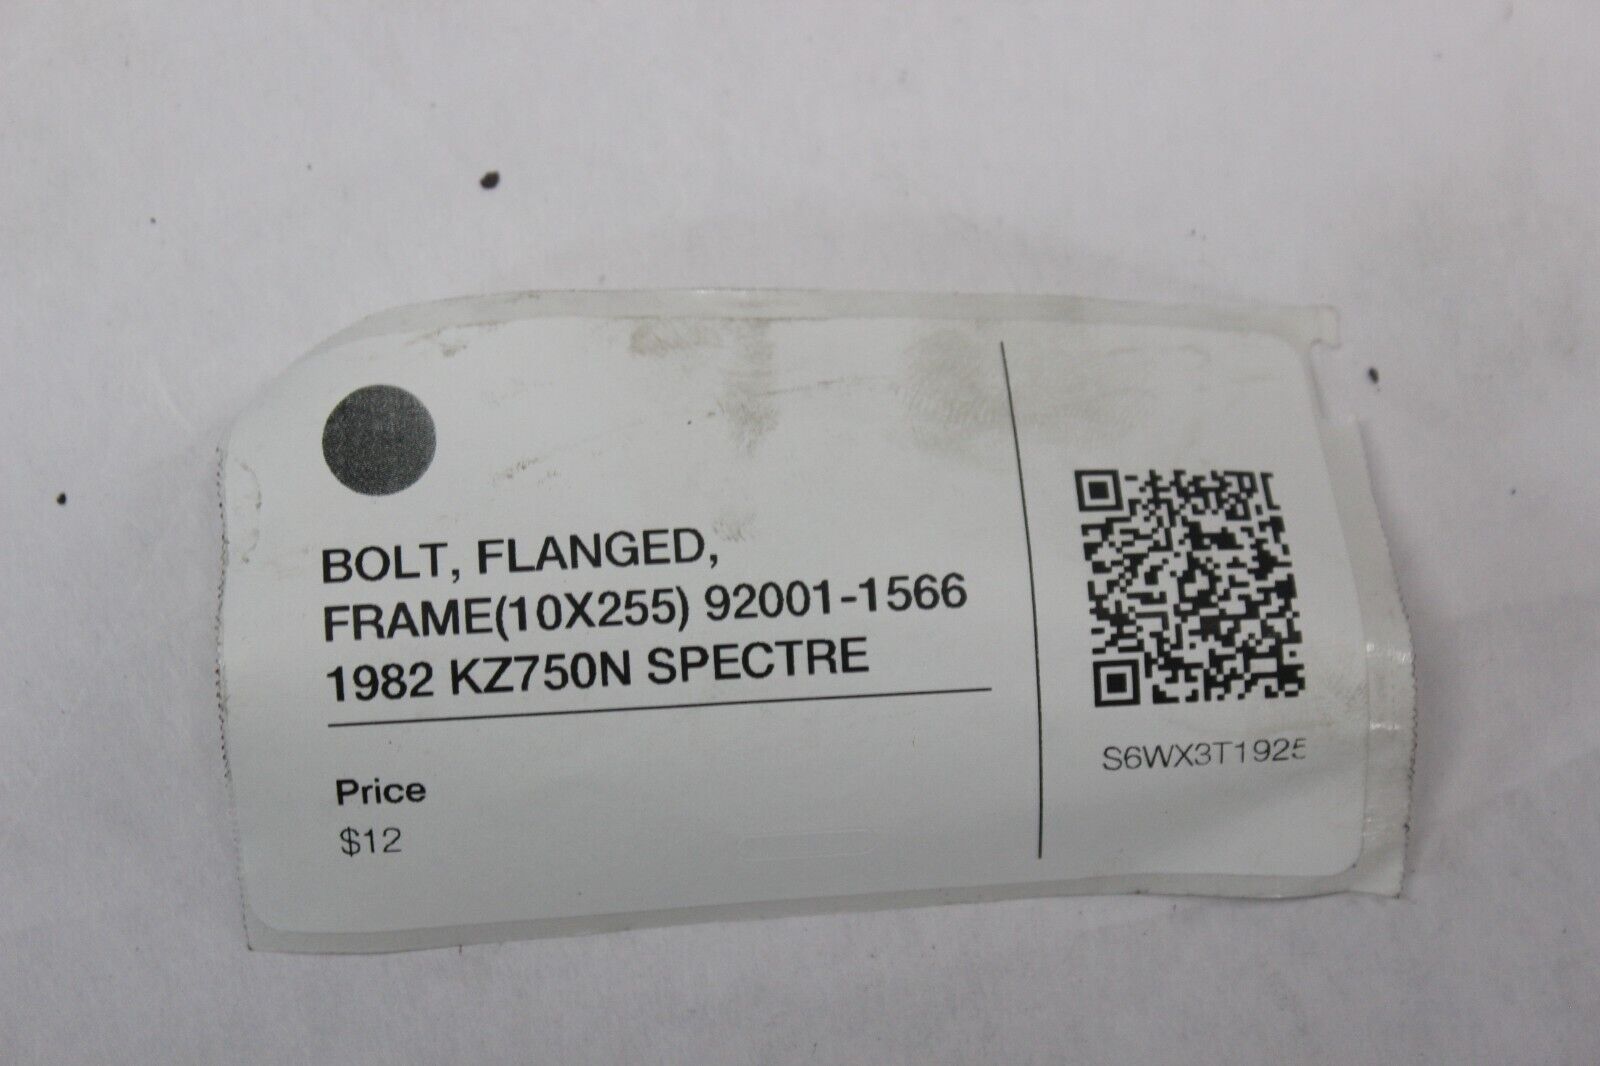 BOLT, FLANGED,
FRAME(10X255) 92001-1566
1982 KZ750N SPECTRE
Price
$12
S6WX3T1925